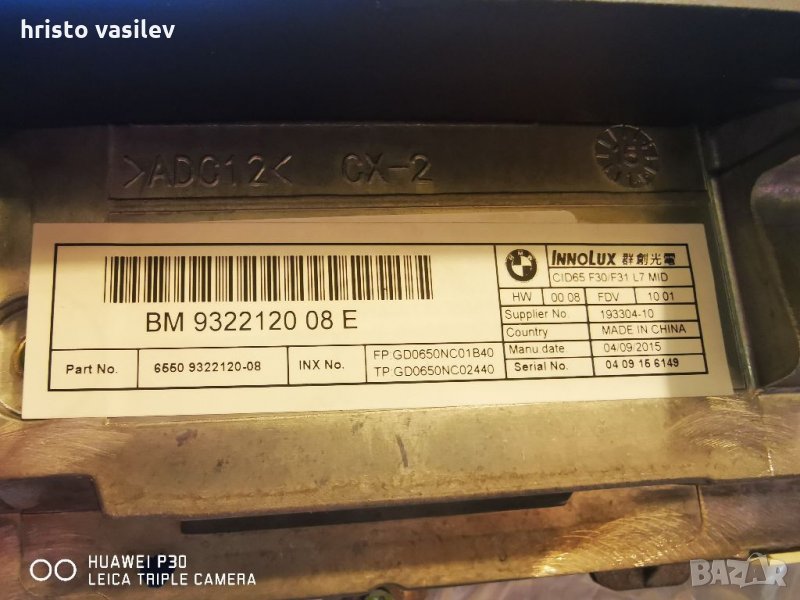 hristo vasilev
>ADC12< CX-2
BM 9322120 08 E
Part No. 6550 9322120-08 INX No. FP:GD0650NC01B40
TP:GD0650NC02440
INNOLUX 群創光電
CID65 F30/F31 L7 MID
HW 00 08 FDV 10 01
Supplier No. 193304-10
Country MADE IN CHINA
Manu.date 04/09/2015
Serial No. 04 09 15 6149
HUAWEI P30
LEICA TRIPLE CAMERA
BAZAR